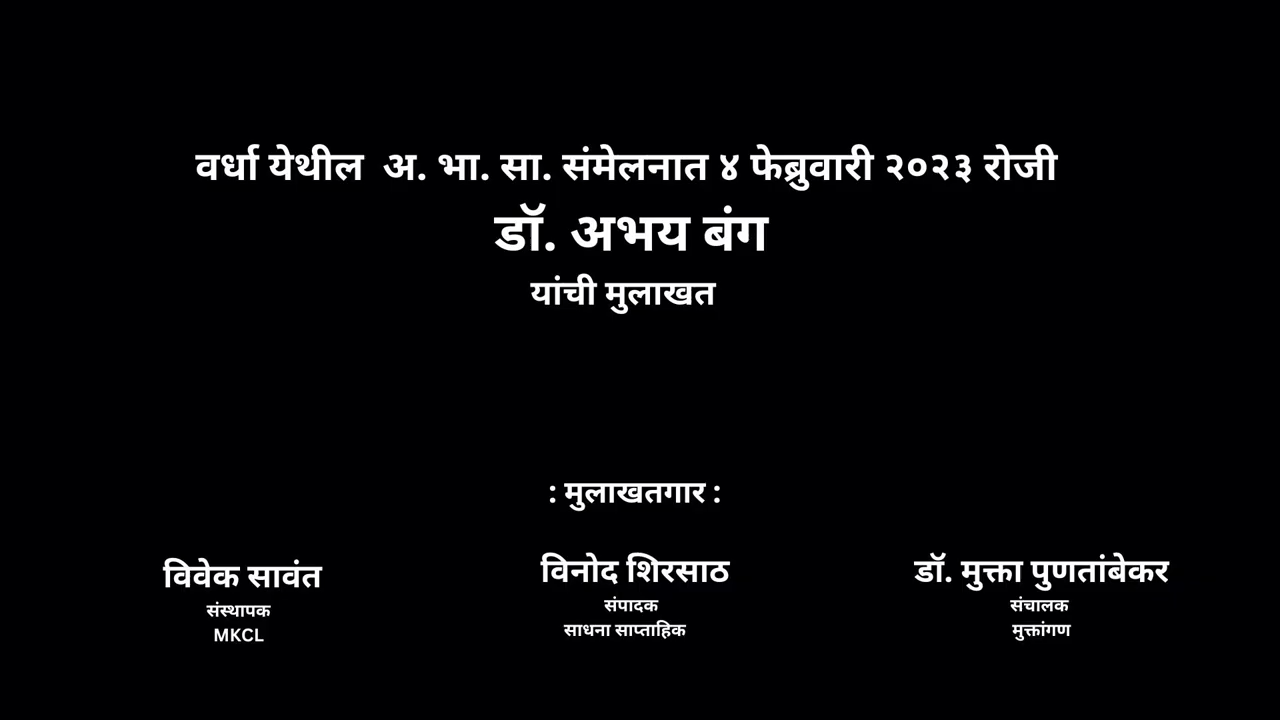 वर्धा येथील अ. भा. सा. संमेलनात ४ फेब्रुवारी २०२३ रोजी
डॉ. अभय बंग
यांची मुलाखत
: मुलाखतगार :
विवेक सावंत
संस्थापक
MKCL
विनोद शिरसाठ
संपादक
साधना साप्ताहिक
डॉ. मुक्ता पुणतांबेकर
संचालक
मुक्तांगण